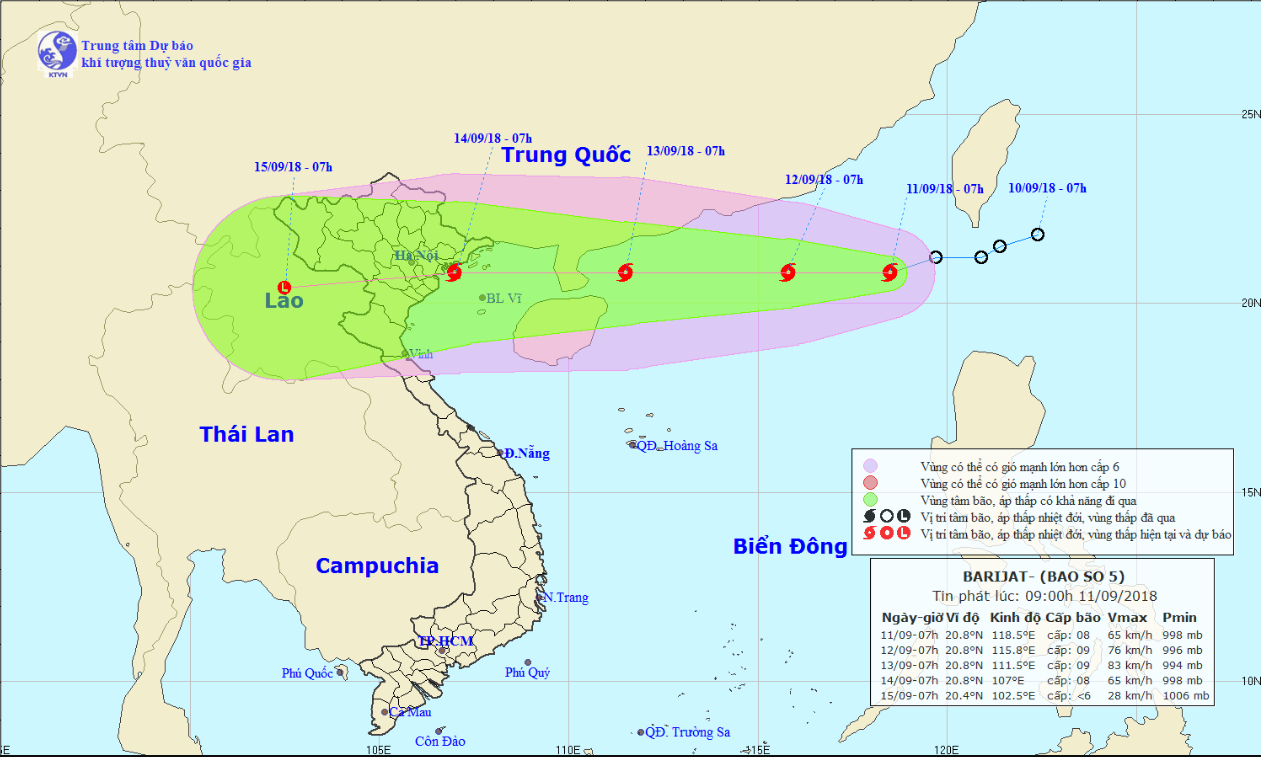 Trung tâm Dự báo
khí tượng thuỷ văn quốc gia
KTVN
25N
14/09/18 - 07h
Trung Quốc
13/09/18 - 07h
15/09/18 - 07h
12/09/18 - 07h
11/09/18 - 07h
10/09/18 - 07h
Hà Nội
L
Lào
BL Vĩ
20N
Vinh
Thái Lan
QĐ. Hoàng Sa
Đ.Nẵng
Vùng có thể có gió mạnh lớn hơn cấp 6
Vùng có thể có gió mạnh lớn hơn cấp 10
15N
Vùng tâm bão, áp thấp có khả năng đi qua
L Vị trí tâm bão, áp thấp nhiệt đới, vùng thấp đã qua
L Vị trí tâm bão, áp thấp nhiệt đới, vùng thấp hiện tại và dự báo
Biển Đông
Campuchia
BARIJAT- (BAO SO 5)
Tin phát lúc: 09:00h 11/09/2018
Ngày-giờ Vĩ độ Kinh độ Cấp bão Vmax Pmin
11/09-07h 20.8°N 118.5°E cấp: 08 65 km/h 998 mb
12/09-07h 20.8°N 115.8°E cấp: 09 76 km/h 996 mb
13/09-07h 20.8°N 111.5°E cấp: 09 83 km/h 994 mb
14/09-07h 20.8°N 107°E cấp: 08 65 km/h 998 mb
15/09-07h 20.4°N 102.5°E cấp: <6 28 km/h 1006 mb
N.Trang
TP.HCM
Phú Quốc
Phú Quý
10N
Cà Mau
Côn Đảo
QĐ. Trường Sa
E
105E
110E
115E
120E